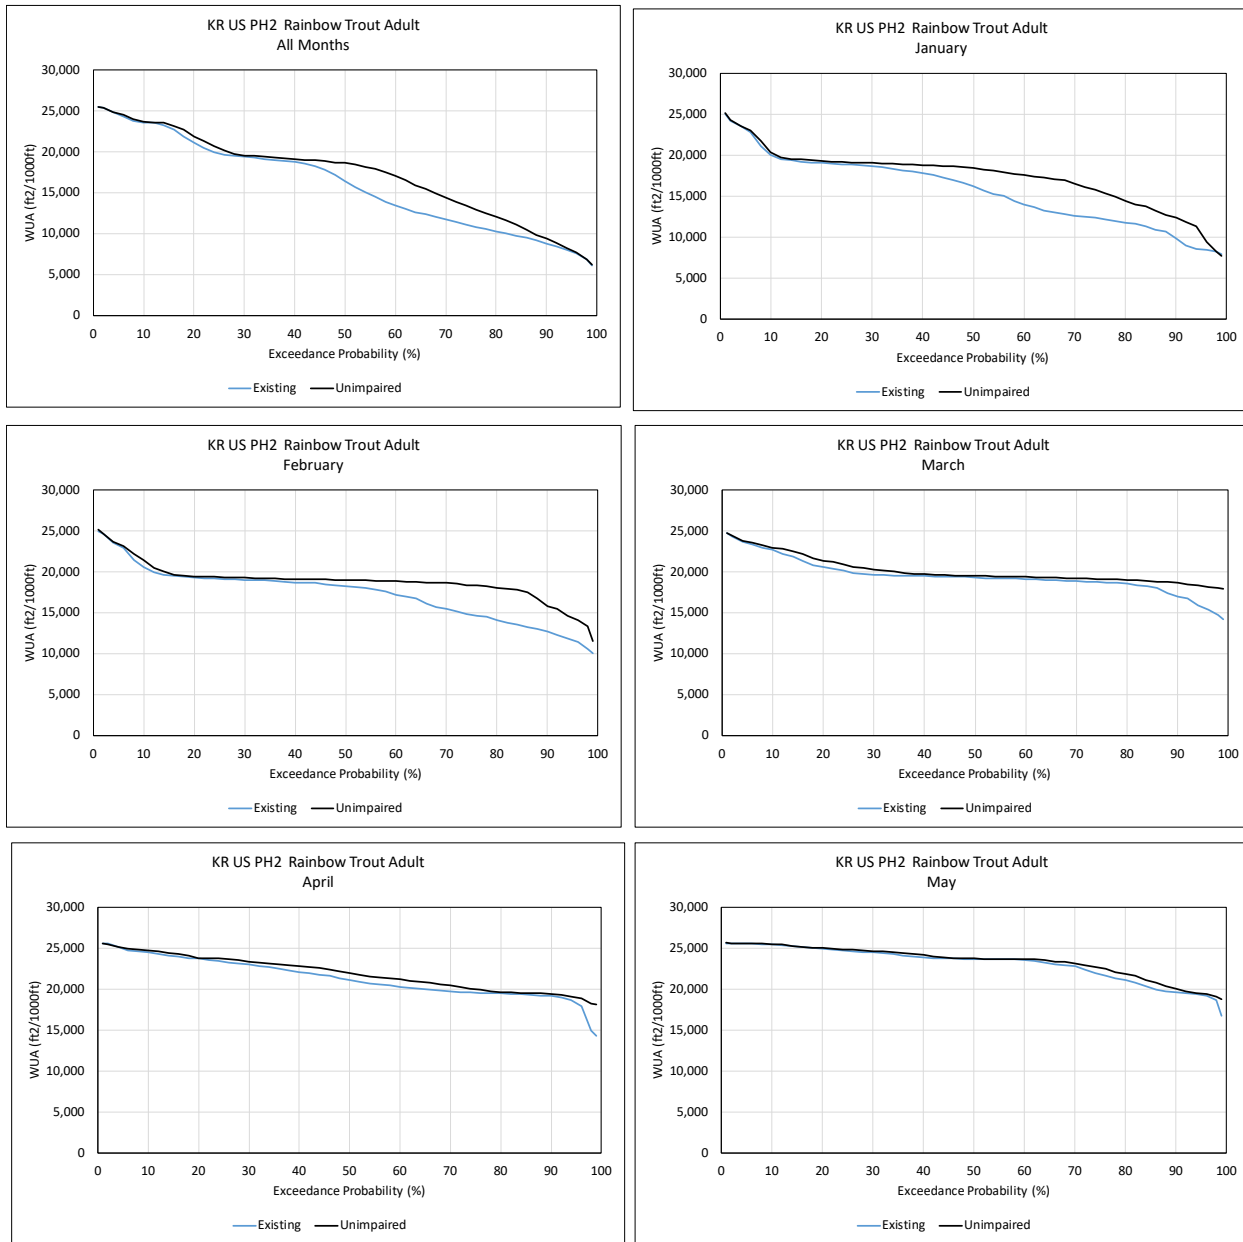 KR US PH2 Rainbow Trout Adult
All Months
30,000
25,000
20,000
15,000
10,000
5,000
0
WUA (ft2/1000ft)
0 10 20 30 40 50 60 70 80 90 100
Exceedance Probability (%)
Existing Unimpaired
KR US PH2 Rainbow Trout Adult
January
30,000
25,000
20,000
15,000
10,000
5,000
0
WUA (ft2/1000ft)
0 10 20 30 40 50 60 70 80 90 100
Exceedance Probability (%)
Existing Unimpaired
KR US PH2 Rainbow Trout Adult
February
30,000
25,000
20,000
15,000
10,000
5,000
0
WUA (ft2/1000ft)
0 10 20 30 40 50 60 70 80 90 100
Exceedance Probability (%)
Existing Unimpaired
KR US PH2 Rainbow Trout Adult
March
30,000
25,000
20,000
15,000
10,000
5,000
0
WUA (ft2/1000ft)
0 10 20 30 40 50 60 70 80 90 100
Exceedance Probability (%)
Existing Unimpaired
KR US PH2 Rainbow Trout Adult
April
30,000
25,000
20,000
15,000
10,000
5,000
0
WUA (ft2/1000ft)
0 10 20 30 40 50 60 70 80 90 100
Exceedance Probability (%)
Existing Unimpaired
KR US PH2 Rainbow Trout Adult
May
30,000
25,000
20,000
15,000
10,000
5,000
0
WUA (ft2/1000ft)
0 10 20 30 40 50 60 70 80 90 100
Exceedance Probability (%)
Existing Unimpaired